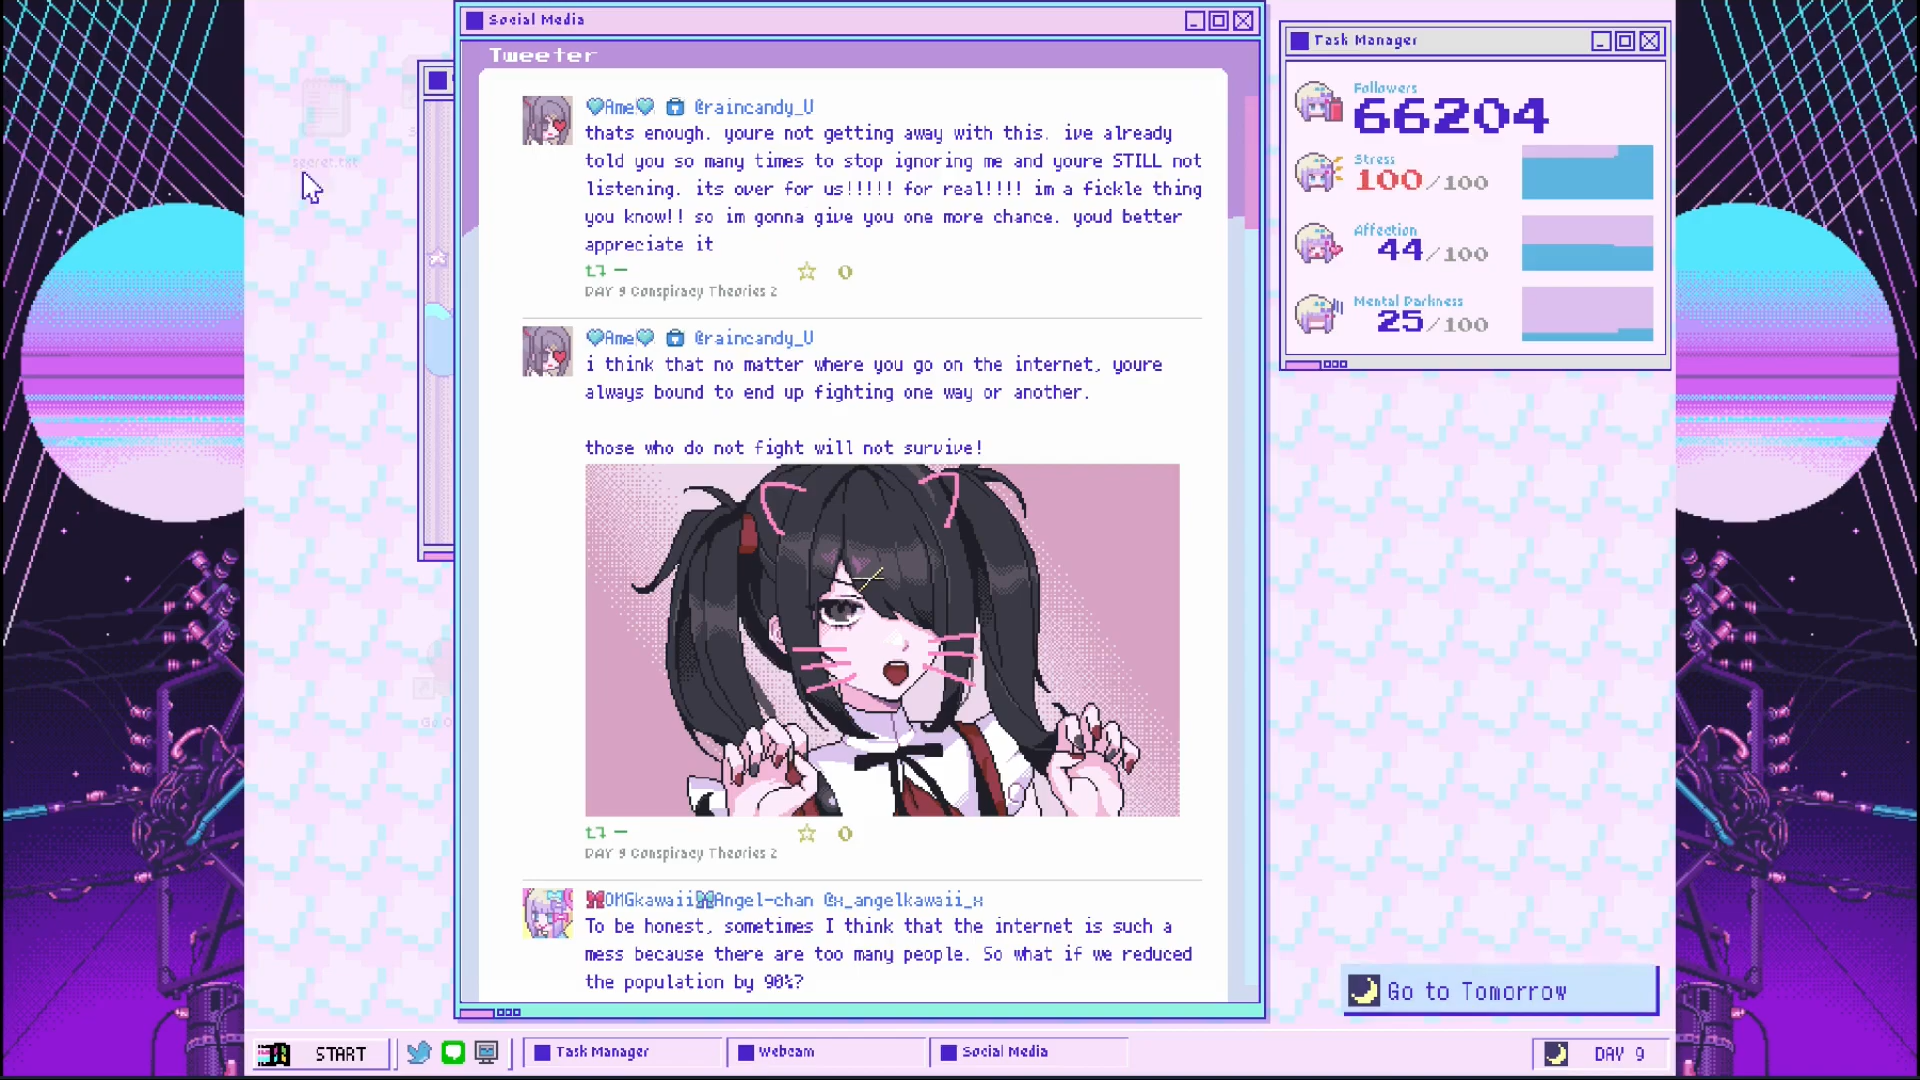 Social Media
Tweeter
Task Manager
Followers
66204
Stress
100/100
Affection
44/100
Mental Darkness
25/100
secret.txt
🩵Ame🩵 @raincandy_U
thats enough. youre not getting away with this. ive already
told you so many times to stop ignoring me and youre STILL not
listening. its over for us!!!!! for real!!!! im a fickle thing
you know!! so im gonna give you one more chance. youd better
appreciate it
0
DAY 9 Conspiracy Theories 2
🩵Ame🩵 @raincandy_U
i think that no matter where you go on the internet, youre
always bound to end up fighting one way or another.
those who do not fight will not survive!
0
DAY 9 Conspiracy Theories 2
OMGkawaiiAngel-chan @x_angelkawaii_x
To be honest, sometimes I think that the internet is such a
mess because there are too many people. So what if we reduced
the population by 90%?
Go to Tomorrow
START
Task Manager
Webcam
Social Media
DAY 9